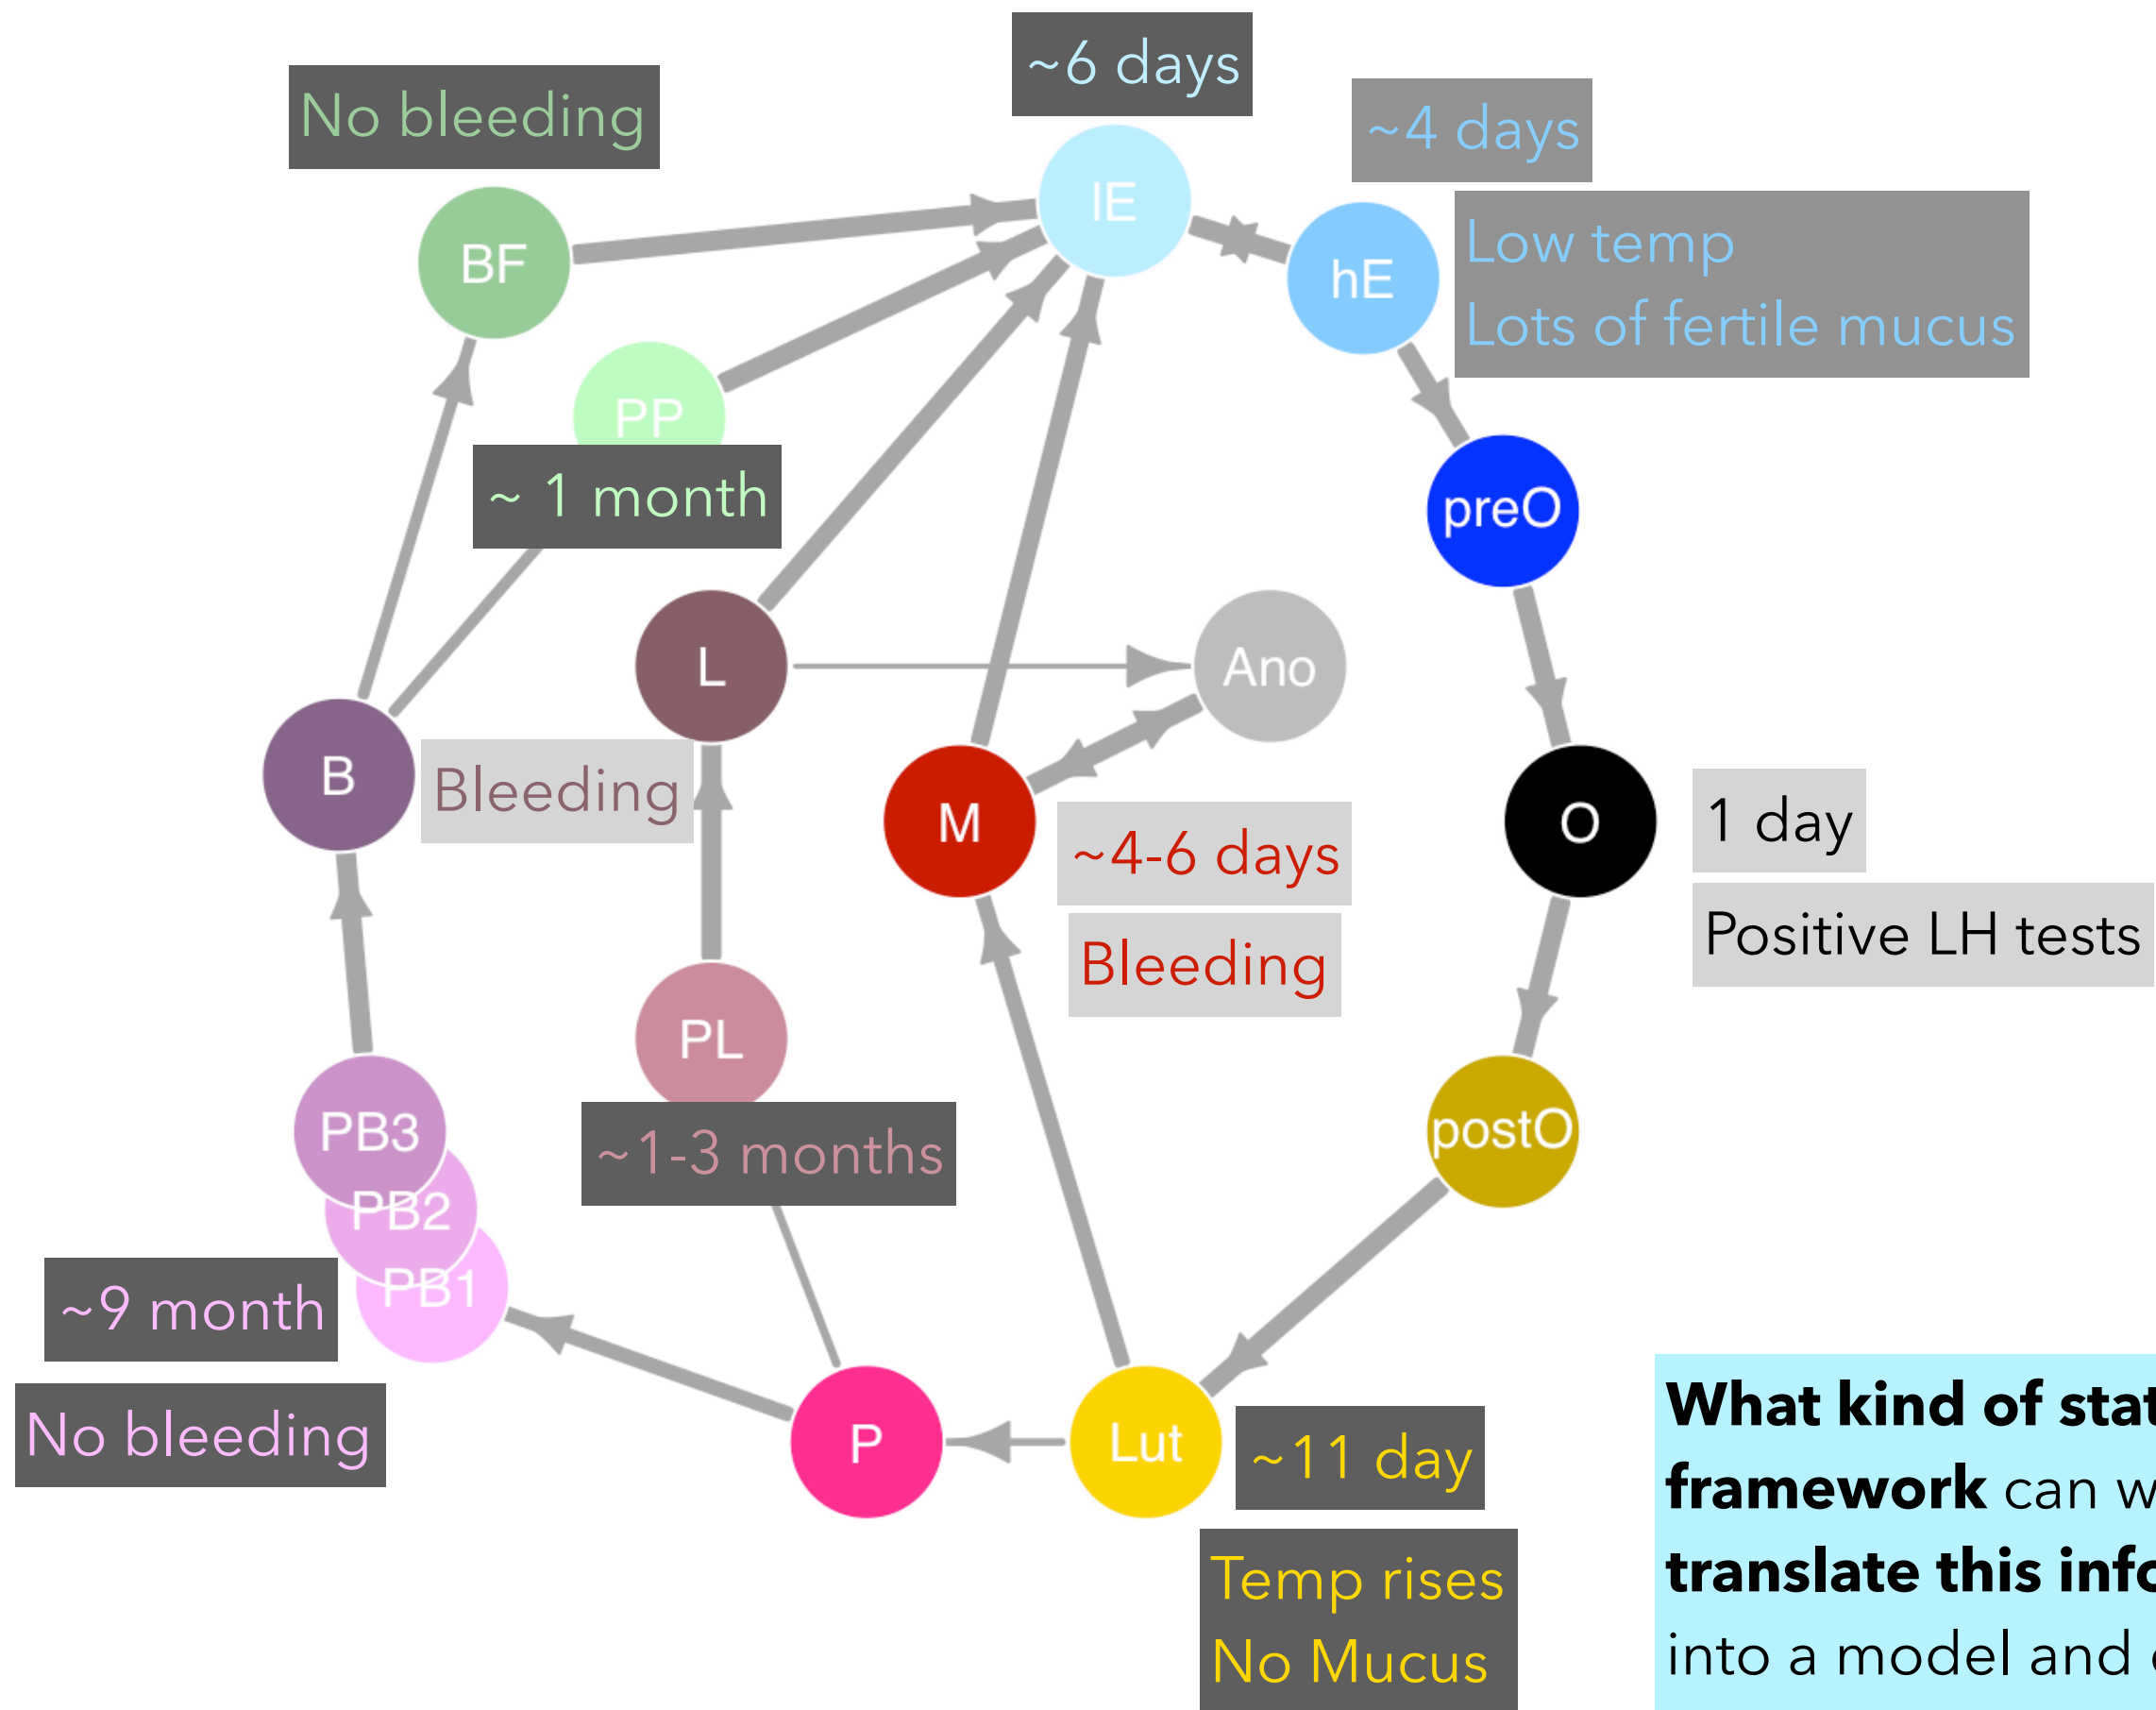 ~6 days
No bleeding
~4 days
lE
BF
hE
Low temp
Lots of fertile mucus
PP
~ 1 month
preO
L
Ano
B
Bleeding
M
O
1 day
~4-6 days
Positive LH tests
Bleeding
PL
PB3
postO
~1-3 months
PB2
PB1
~9 month
No bleeding
P
Lut
~11 day
What kind of
framework can
translate this
into a model and
Temp rises
No Mucus